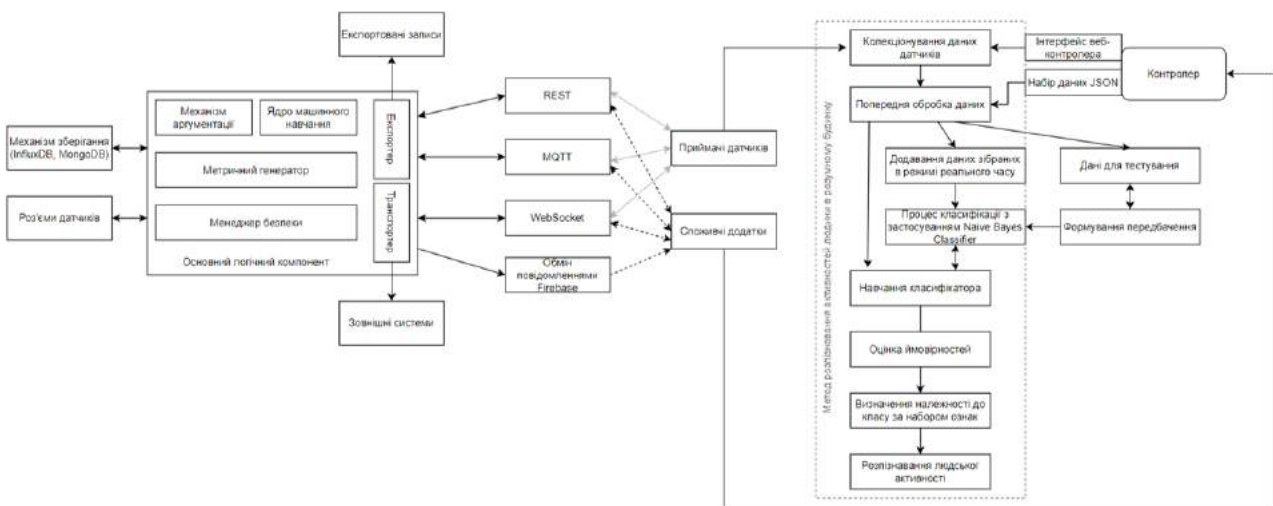 Експортовані записи
Механізм
аргументації
Ядро машинного
навчання
Експортер
Механізм зберігання
(InfluxDB, MongoDB)
Метричний генератор
Роз'єми датчиків
Менеджер безпеки
Транспортер
Основний логічний компонент
Зовнішні системи
REST
MQTT
WebSocket
Обмін
повідомленнями
Firebase
Приймачі датчиків
Споживчі додатки
Метод розпізнавання активностей людини в розумному будинку
Колекціонування даних
датчиків
Інтерфейс веб-
контролера
Контролер
Набір даних JSON
Попередня обробка даних
Додавання даних зібраних
в режимі реального часу
Дані для тестування
Процес класифікації з
застосуванням Naive Bayes
Classifier
Формування передбачення
Навчання класифікатора
Оцінка ймовірностей
Визначення належності до
класу за набором ознак
Розпізнавання людської
активності